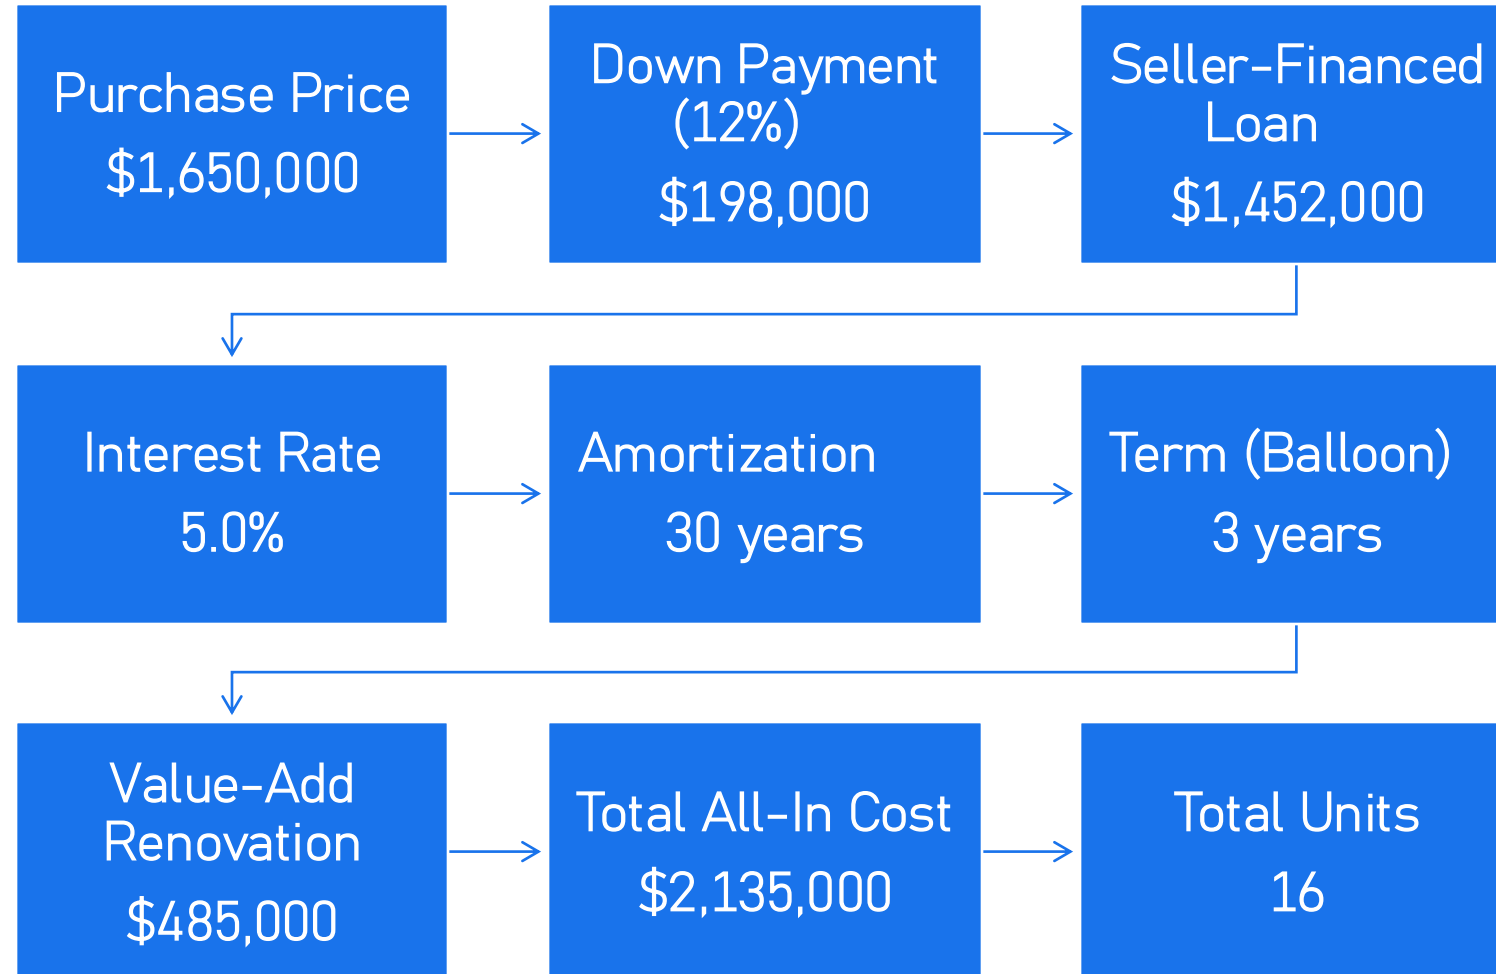 Purchase Price
$1,650,000
Down Payment
(12%)
$198,000
Seller-Financed
Loan
$1,452,000
Interest Rate
5.0%
Amortization
30 years
Term (Balloon)
3 years
Value-Add
Renovation
$485,000
Total All-In Cost
$2,135,000
Total Units
16